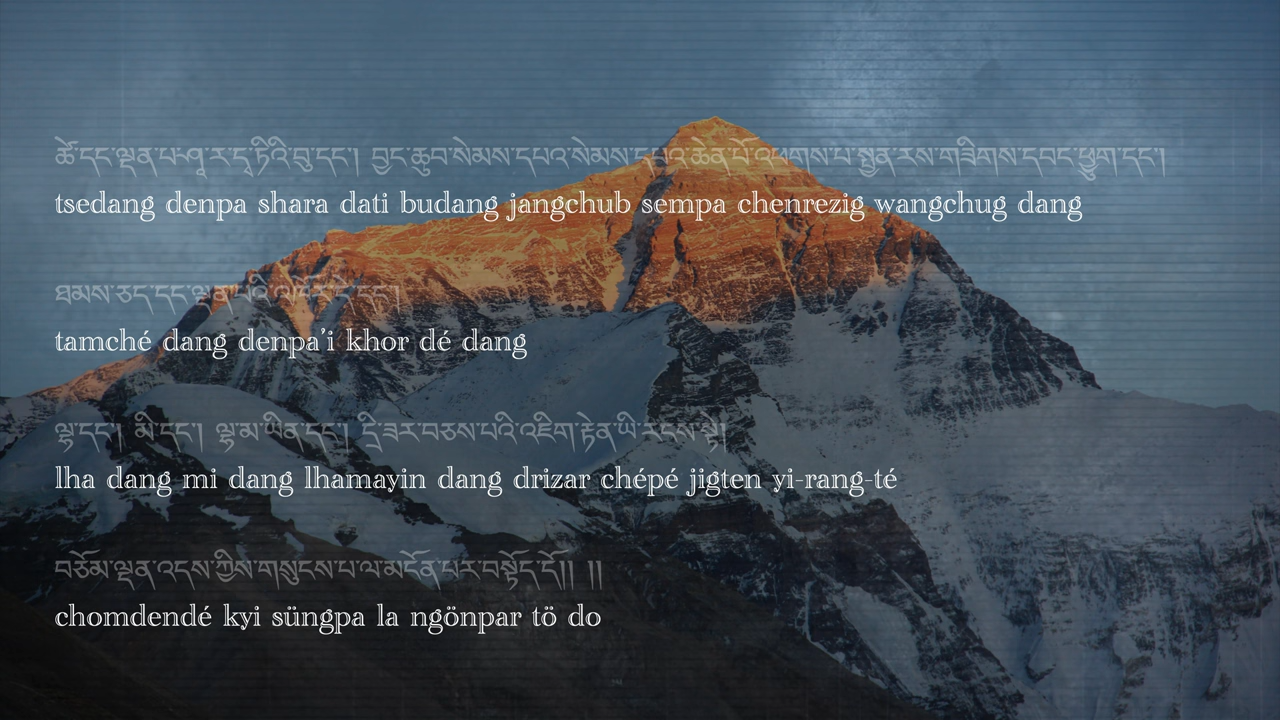 ཚེ་དང་ལྡན་པ་ཤཱ་ར་དྭ་ཏིའི་བུ་དང༌། བྱང་ཆུབ་སེམས་དཔའ་སེམས་དཔའ་ཆེན་པོ་འཕགས་པ་སྤྱན་རས་གཟིགས་དབང་ཕྱུག་དང༌།
tsedang denpa shara dati budang jangchub sempa chenrezig wangchug dang
ཐམས་ཅད་དང་ལྡན་པའི་འཁོར་དེ་དང༌།
tamché dang denpa’i khor dé dang
ལྷ་དང༌། མི་དང༌། ལྷ་མ་ཡིན་དང༌། དྲི་ཟར་བཅས་པའི་འཇིག་རྟེན་ཡི་རངས་ཏེ།
lha dang mi dang lhamayin dang drizar chépé jigten yi-rang-té
བཅོམ་ལྡན་འདས་ཀྱིས་གསུངས་པ་ལ་མངོན་པར་བསྟོད་དོ།། །།
chomdendé kyi süngpa la ngönpar tö do